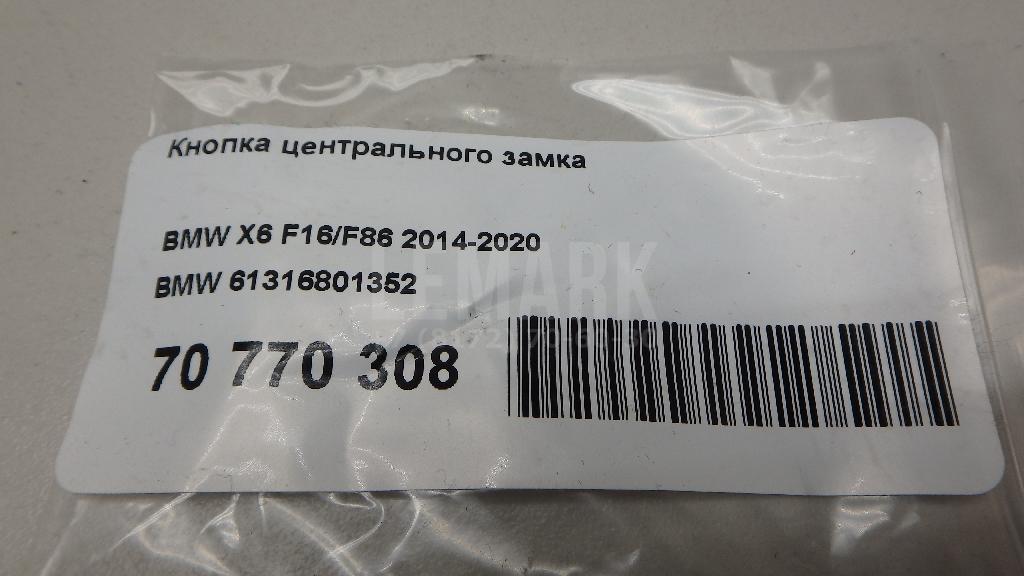 Кнопка центрального замка
BMW X6 F16/F86 2014-2020
BMW 61316801352
LEMARK
70 770 308